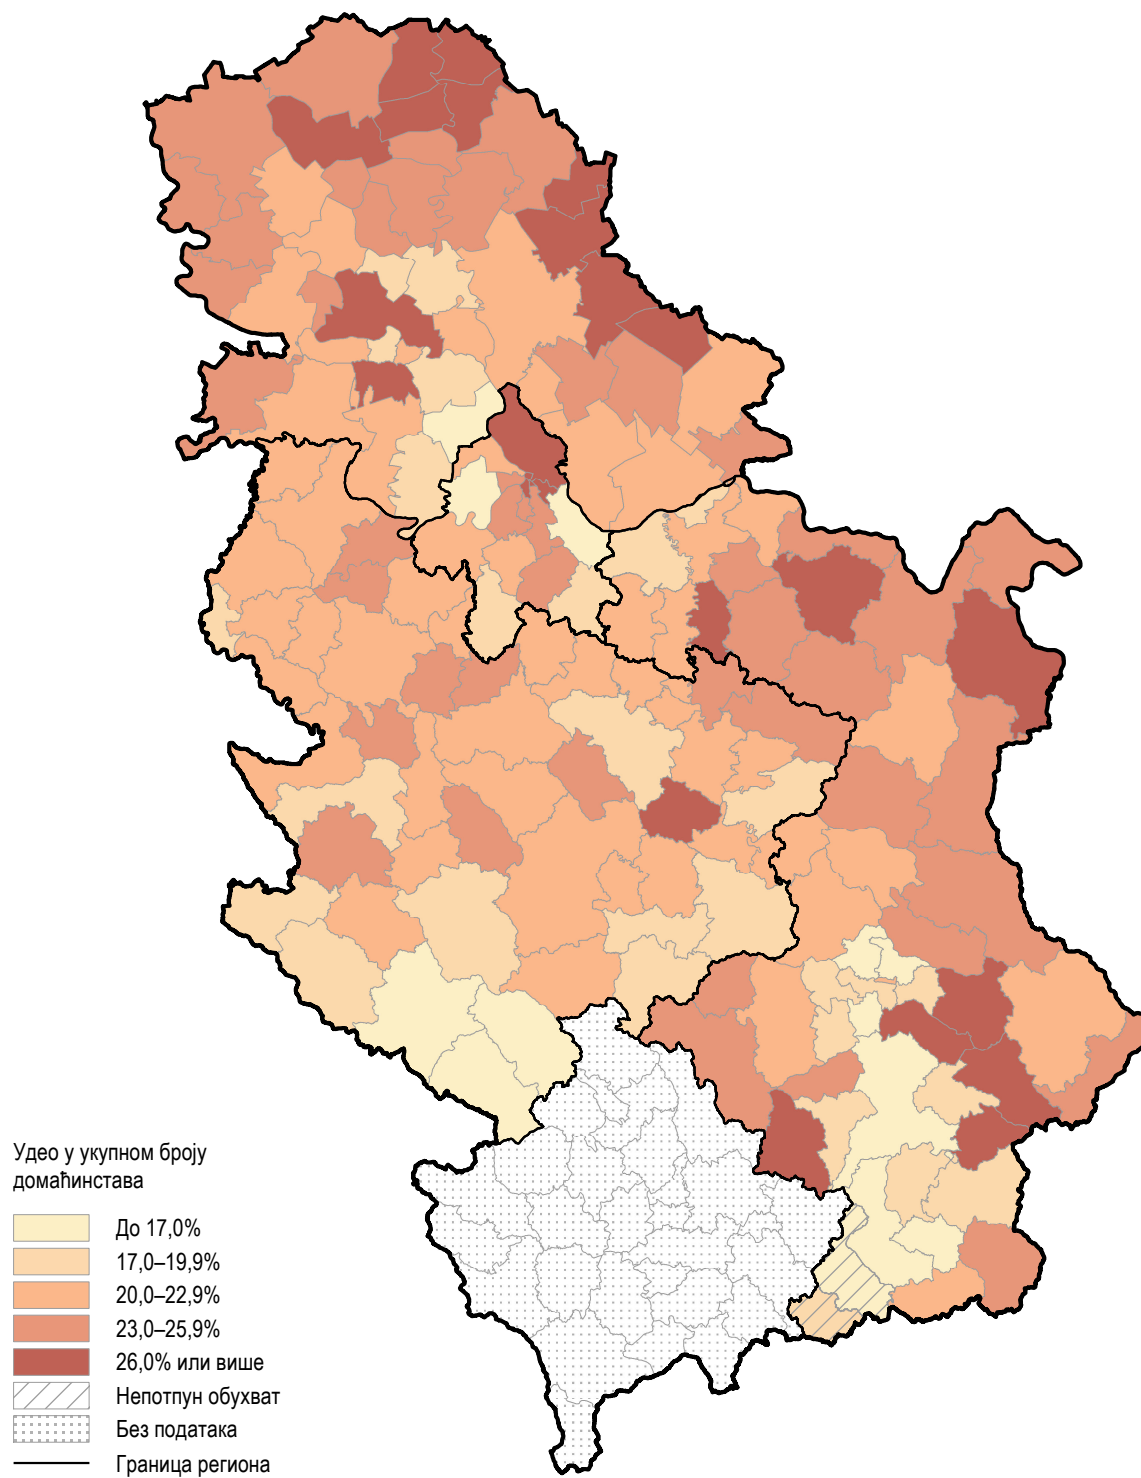 Удео у укупном броју
домаћинстава
До 17,0%
17,0–19,9%
20,0–22,9%
23,0–25,9%
26,0% или више
Непотпун обухват
Без података
Граница региона